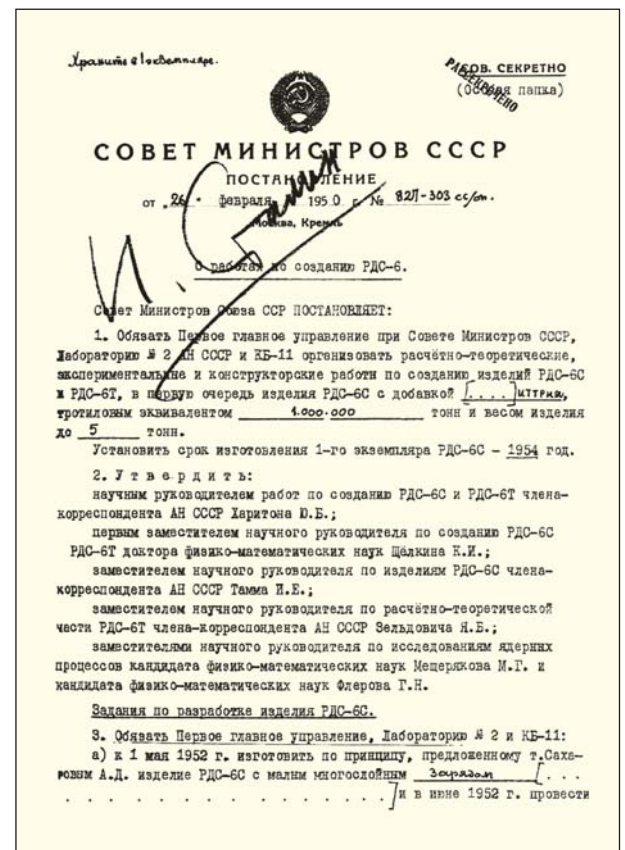 Храните в 1 экземпляре.
СОВ. СЕКРЕТНО
(Особая папка)
РАССЕКРЕЧЕНО
СОВЕТ МИНИСТРОВ СССР
ПОСТАНОВЛЕНИЕ
от „26“ февраля 1950 г. № 827-303 сс/оп.
Москва, Кремль
И. Сталин
О работах по созданию РДС-6.
Совет Министров Союза ССР ПОСТАНОВЛЯЕТ:
1. Обязать Первое главное управление при Совете Министров СССР,
Лабораторию № 2 АН СССР и КБ-11 организовать расчётно-теоретические,
экспериментальные и конструкторские работы по созданию изделий РДС-6С
и РДС-6Т, в первую очередь изделия РДС-6С с добавкой [....] иттрия,
тротиловым эквивалентом 1.000.000 тонн и весом изделия
до 5 тонн.
Установить срок изготовления 1-го экземпляра РДС-6С – 1954 год.
2. Утвердить:
научным руководителем работ по созданию РДС-6С и РДС-6Т члена-
корреспондента АН СССР Харитона Ю.Б.;
первым заместителем научного руководителя по созданию РДС-6С
РДС-6Т доктора физико-математических наук Щёлкина К.И.;
заместителем научного руководителя по изделиям РДС-6С члена-
корреспондента АН СССР Тамма И.Е.;
заместителем научного руководителя по расчётно-теоретической
части РДС-6Т члена-корреспондента АН СССР Зельдовича Я.Б.;
заместителями научного руководителя по исследованиям ядерных
процессов кандидата физико-математических наук Мещерякова М.Г. и
кандидата физико-математических наук Флерова Г.Н.
Задания по разработке изделия РДС-6С.
3. Обязать Первое главное управление, Лабораторию № 2 и КБ-11:
а) к 1 мая 1952 г. изготовить по принципу, предложенному т.Саха-
ровым А.Д. изделие РДС-6С с малым многослойным зарядом [...
. . . . . . . . . . . . . . . . . ] и в июне 1952 г. провести